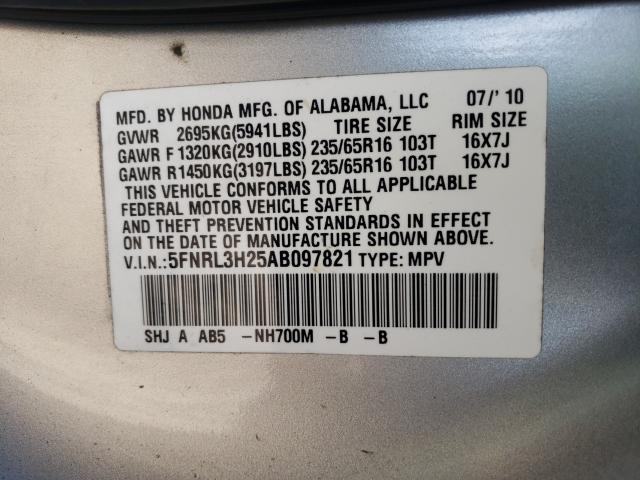 MFD. BY HONDA MFG. OF ALABAMA, LLC 07/'10
GVWR 2695KG(5941LBS) TIRE SIZE RIM SIZE
GAWR F 1320KG(2910LBS) 235/65R16 103T 16X7J
GAWR R1450KG(3197LBS) 235/65R16 103T 16X7J
THIS VEHICLE CONFORMS TO ALL APPLICABLE
FEDERAL MOTOR VEHICLE SAFETY
AND THEFT PREVENTION STANDARDS IN EFFECT
ON THE DATE OF MANUFACTURE SHOWN ABOVE.
V.I.N.:5FNRL3H25AB097821 TYPE: MPV
SHJ A AB5 -NH700M -B -B